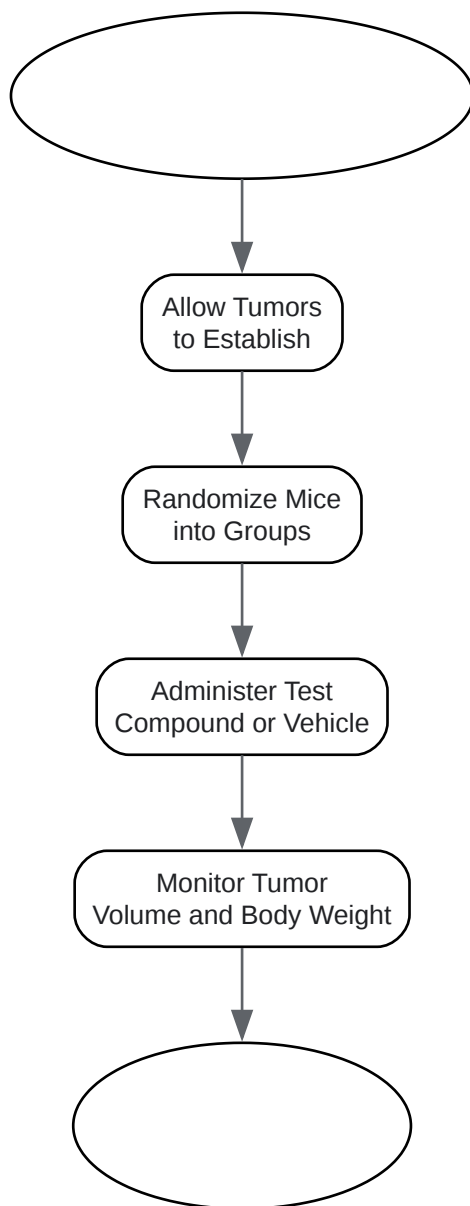 Allow Tumors
to Establish
Randomize Mice
into Groups
Administer Test
Compound or Vehicle
Monitor Tumor
Volume and Body Weight